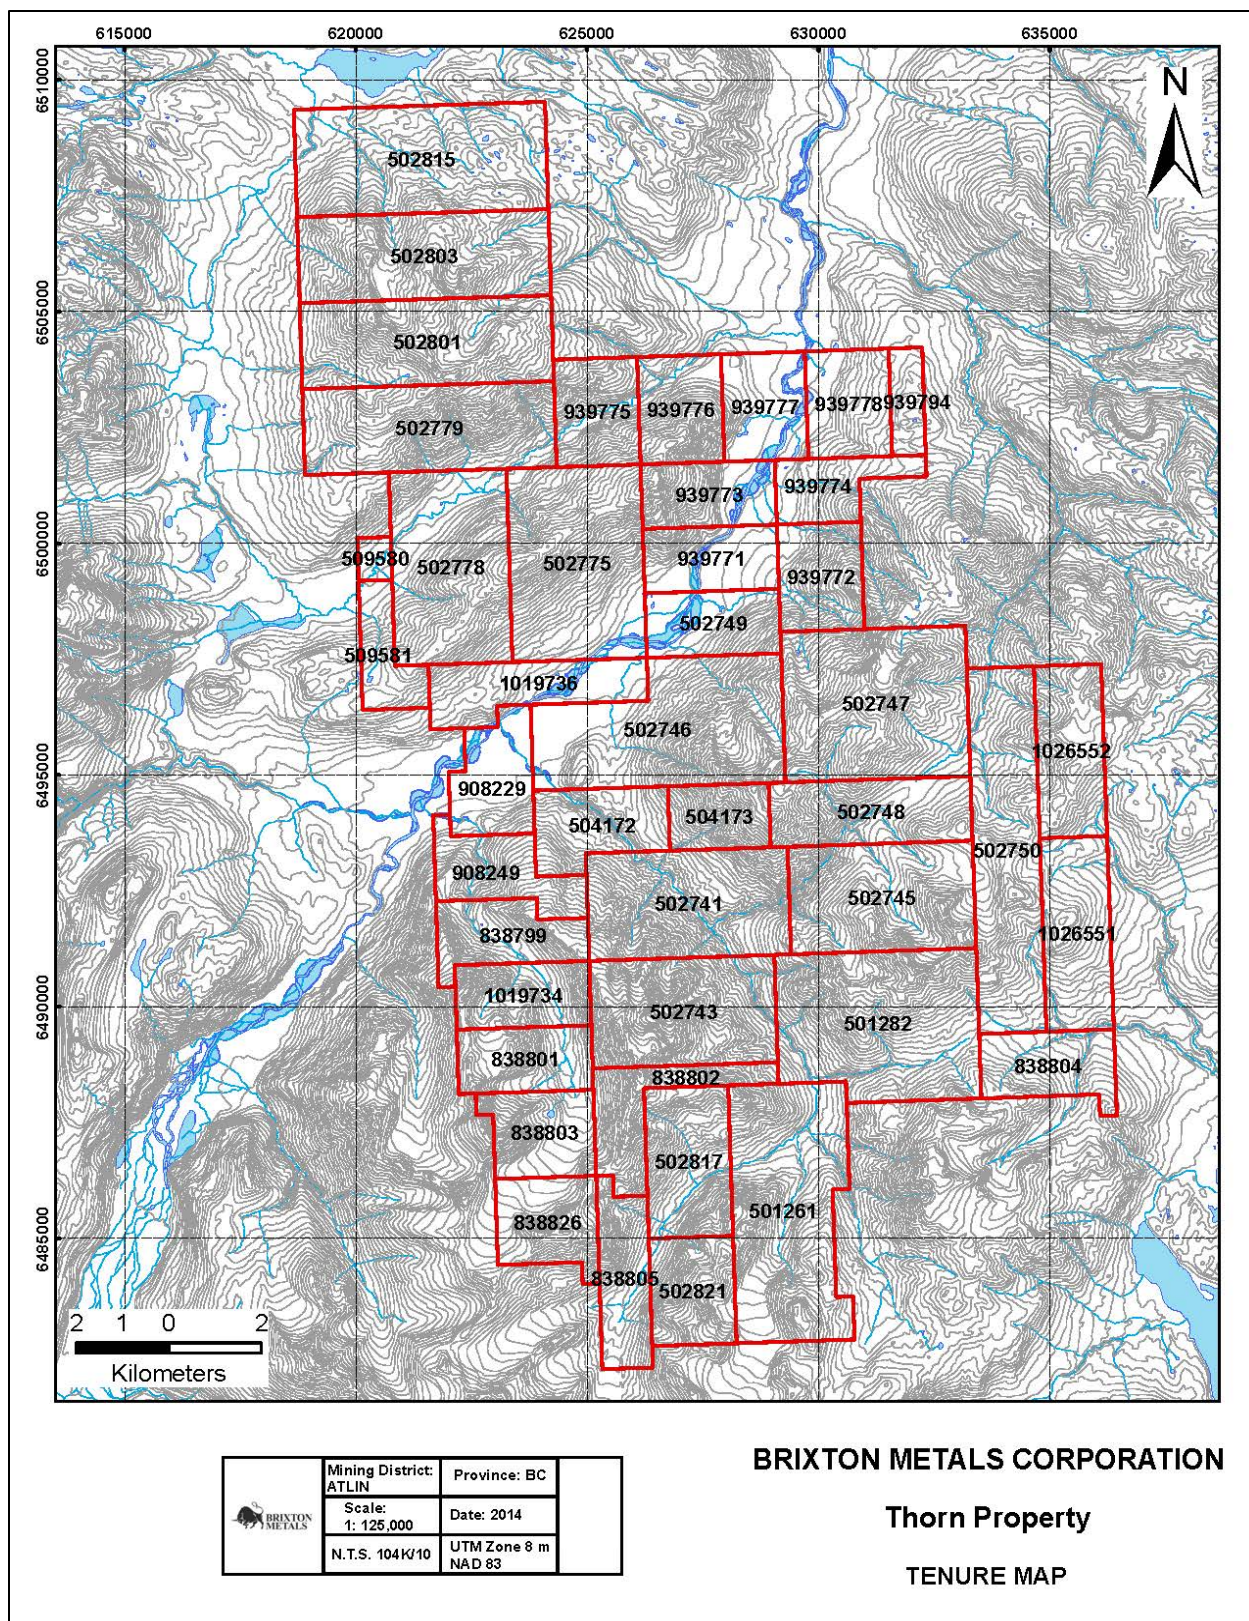 615000 620000 625000 630000 635000
6510000
N
502815
502803
6505000
502801
939775 939776 939777 939778 939794
502779
939773 939774
6500000
509580 502778 502775 939771 939772
502749
509581
1019736
502747
502746
1026552
6495000
908229
504172 504173 502748
502750
908249
502741 502745
838799
1026551
1019734
6490000
502743 501282
838801
838802
838804
838803
502817
838826
501261
6485000
838805
502821
2 1 0 2
Kilometers
BRIXTON METALS CORPORATION
Thorn Property
TENURE MAP
BRIXTON
METALS
Mining District:
ATLIN
Province: BC
Scale:
1: 125,000
Date: 2014
N.T.S. 104K/10
UTM Zone 8 m
NAD 83